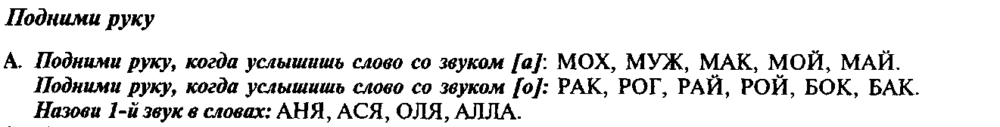 Подними руку
А. Подними руку, когда услышишь слово со звуком [а]: МОХ, МУЖ, МАК, МОЙ, МАЙ.
Подними руку, когда услышишь слово со звуком [о]: РАК, РОГ, РАЙ, РОЙ, БОК, БАК.
Назови 1-й звук в словах: АНЯ, АСЯ, ОЛЯ, АЛЛА.